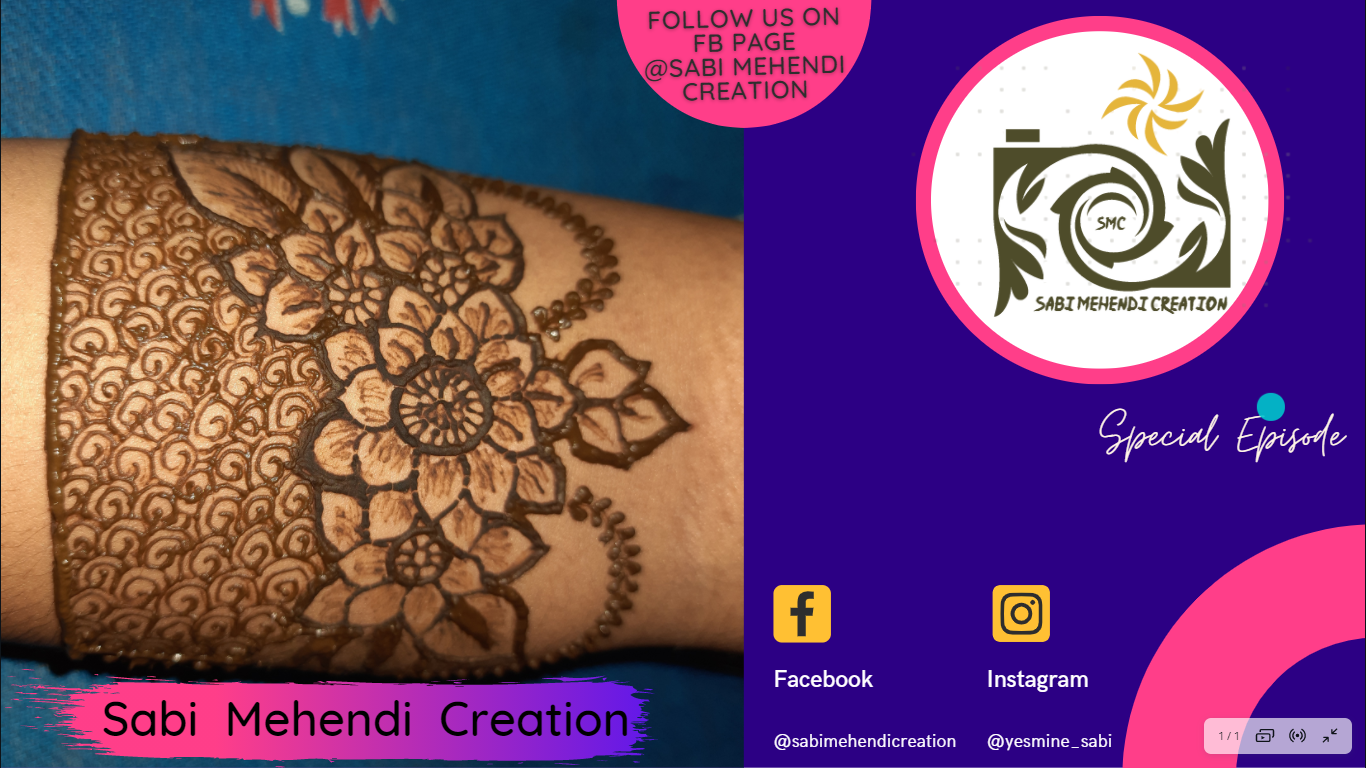 FOLLOW US ON
FB PAGE
@SABI MEHENDI
CREATION
SMC
SABI MEHENDI CREATION
Special Episode
Facebook
Instagram
@sabimehendicreation
@yesmine_sabi
Sabi Mehendi Creation
1 / 1